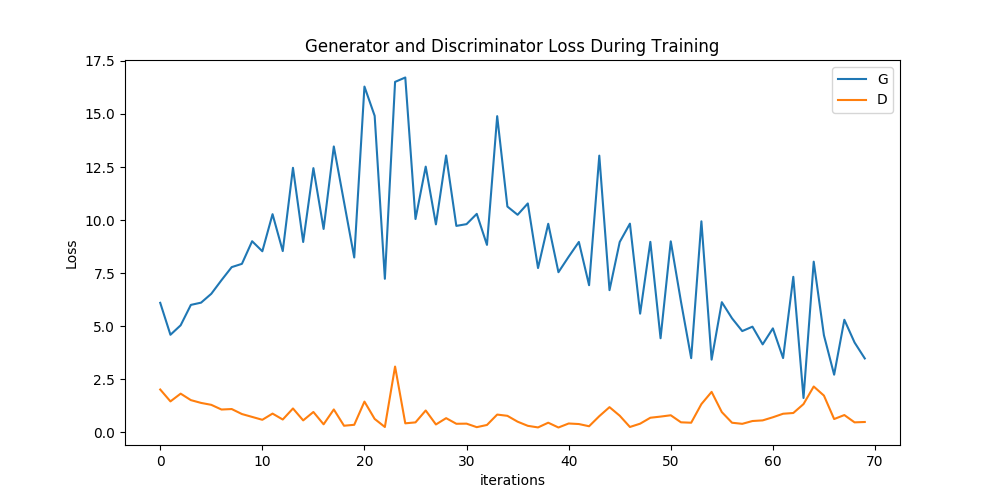 Generator and Discriminator Loss During Training
G
D
17.5
15.0
12.5
10.0
7.5
5.0
2.5
0.0
Loss
0 10 20 30 40 50 60 70
iterations